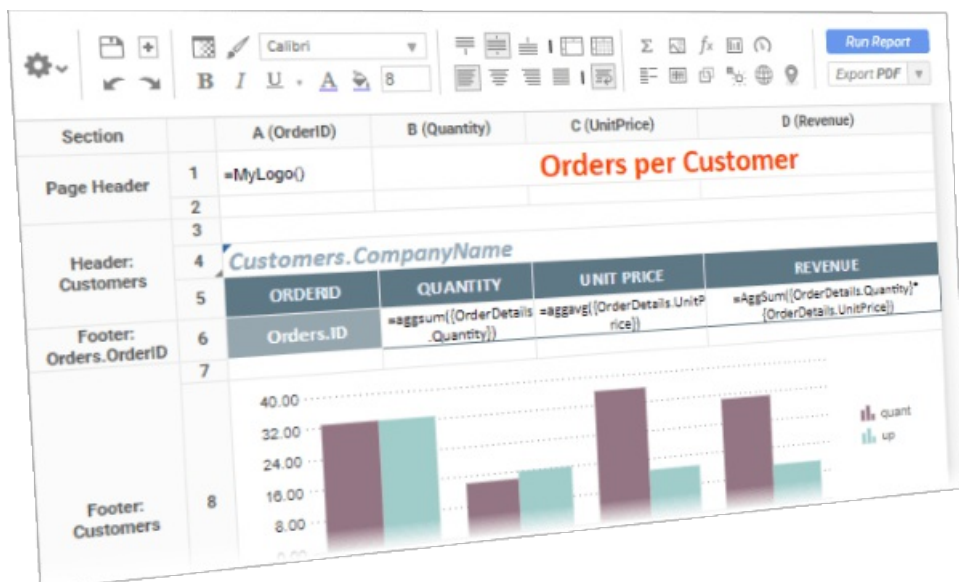 Calibri
Run Report
B I U A 8
Export PDF
Section A (OrderID) B (Quantity) C (UnitPrice) D (Revenue)
Page Header 1 =MyLogo() Orders per Customer
2
3
Header:
Customers
4 Customers.CompanyName
5 ORDERID QUANTITY UNIT PRICE REVENUE
Footer:
Orders.OrderID
6 Orders.ID
=aggsum({OrderDetails
.Quantity})
=aggavg({OrderDetails.UnitP
rice})
=AggSum({OrderDetails.Quantity}*
{OrderDetails.UnitPrice})
7
Footer:
Customers
8
40.00
32.00
24.00
16.00
8.00
0.00
quant
up